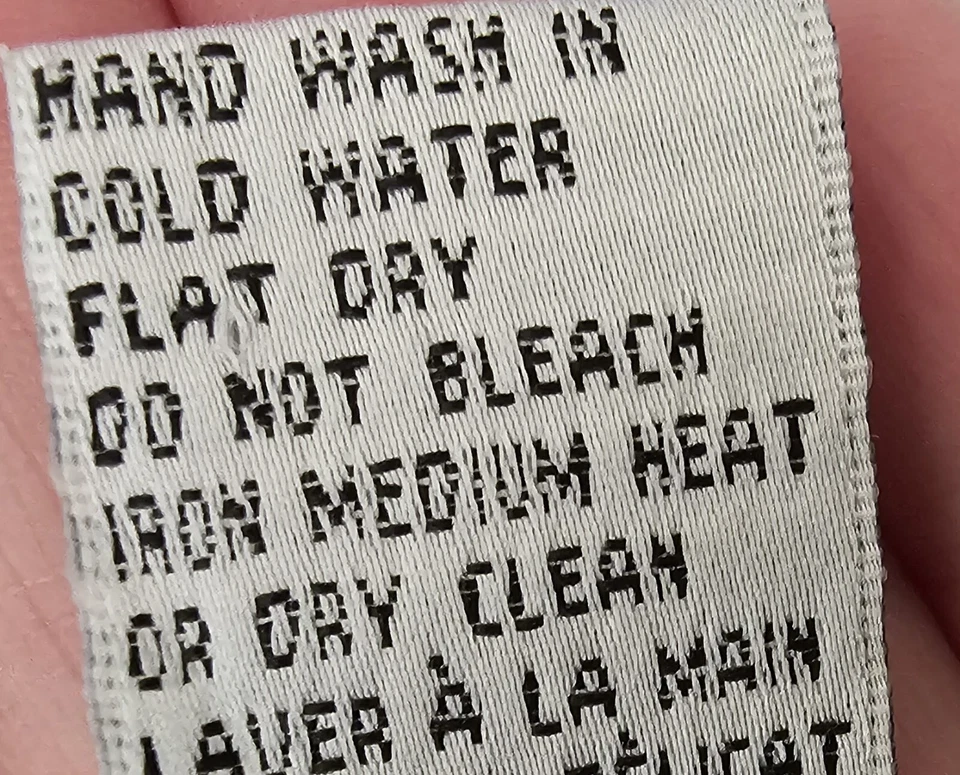 HAND WASH IN
COLD WATER
FLAT DRY
DO NOT BLEACH
IRON MEDIUM HEAT
OR DRY CLEAN
LAVER À LA MAIN